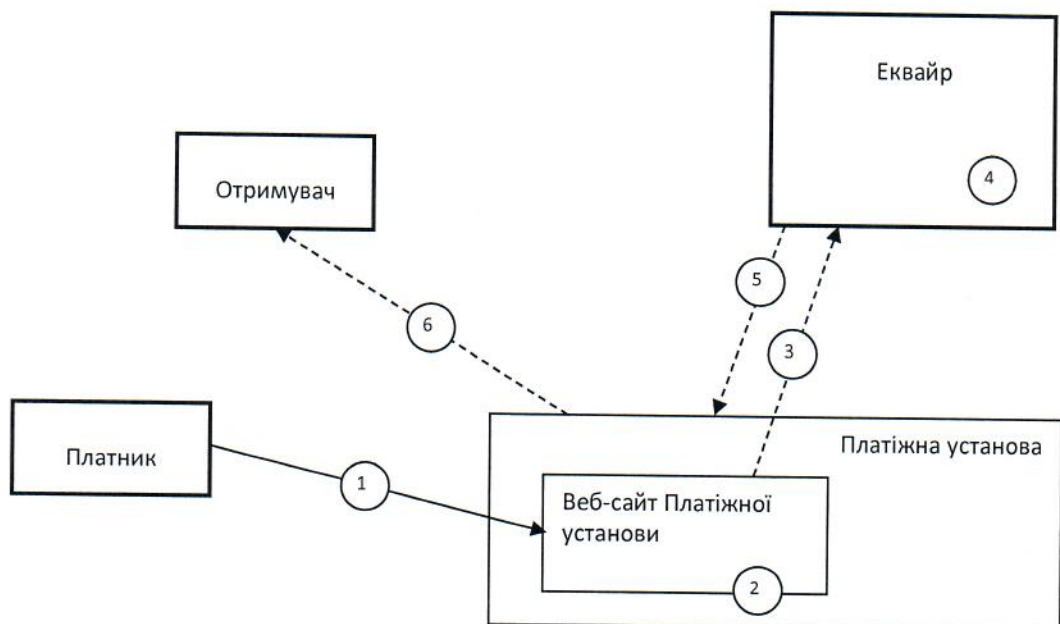 Еквайр
4
Отримувач
5
6
3
Платіжна установа
Платник
1
Веб-сайт Платіжної
установи
2